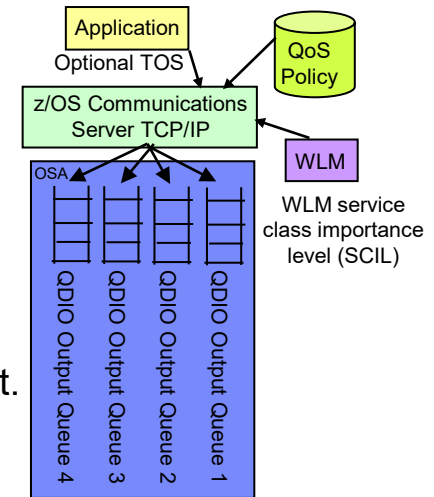 Application
Optional TOS
QoS
Policy
z/OS Communications
Server TCP/IP
WLM
WLM service
class importance
level (SCIL)
OSA
QDIO Output Queue 4
QDIO Output Queue 3
QDIO Output Queue 2
QDIO Output Queue 1
t.